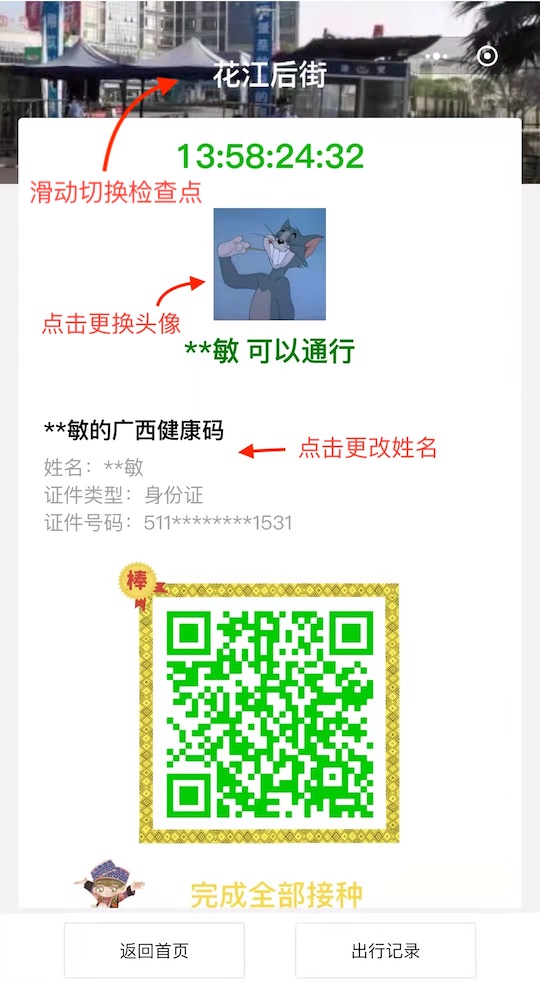 花江后街
13:58:24:32
滑动切换检查点
点击更换头像
**敏 可以通行
**敏的广西健康码
点击更改姓名
姓名：**敏
证件类型：身份证
证件号码：511********1531
棒
完成全部接种
返回首页
出行记录